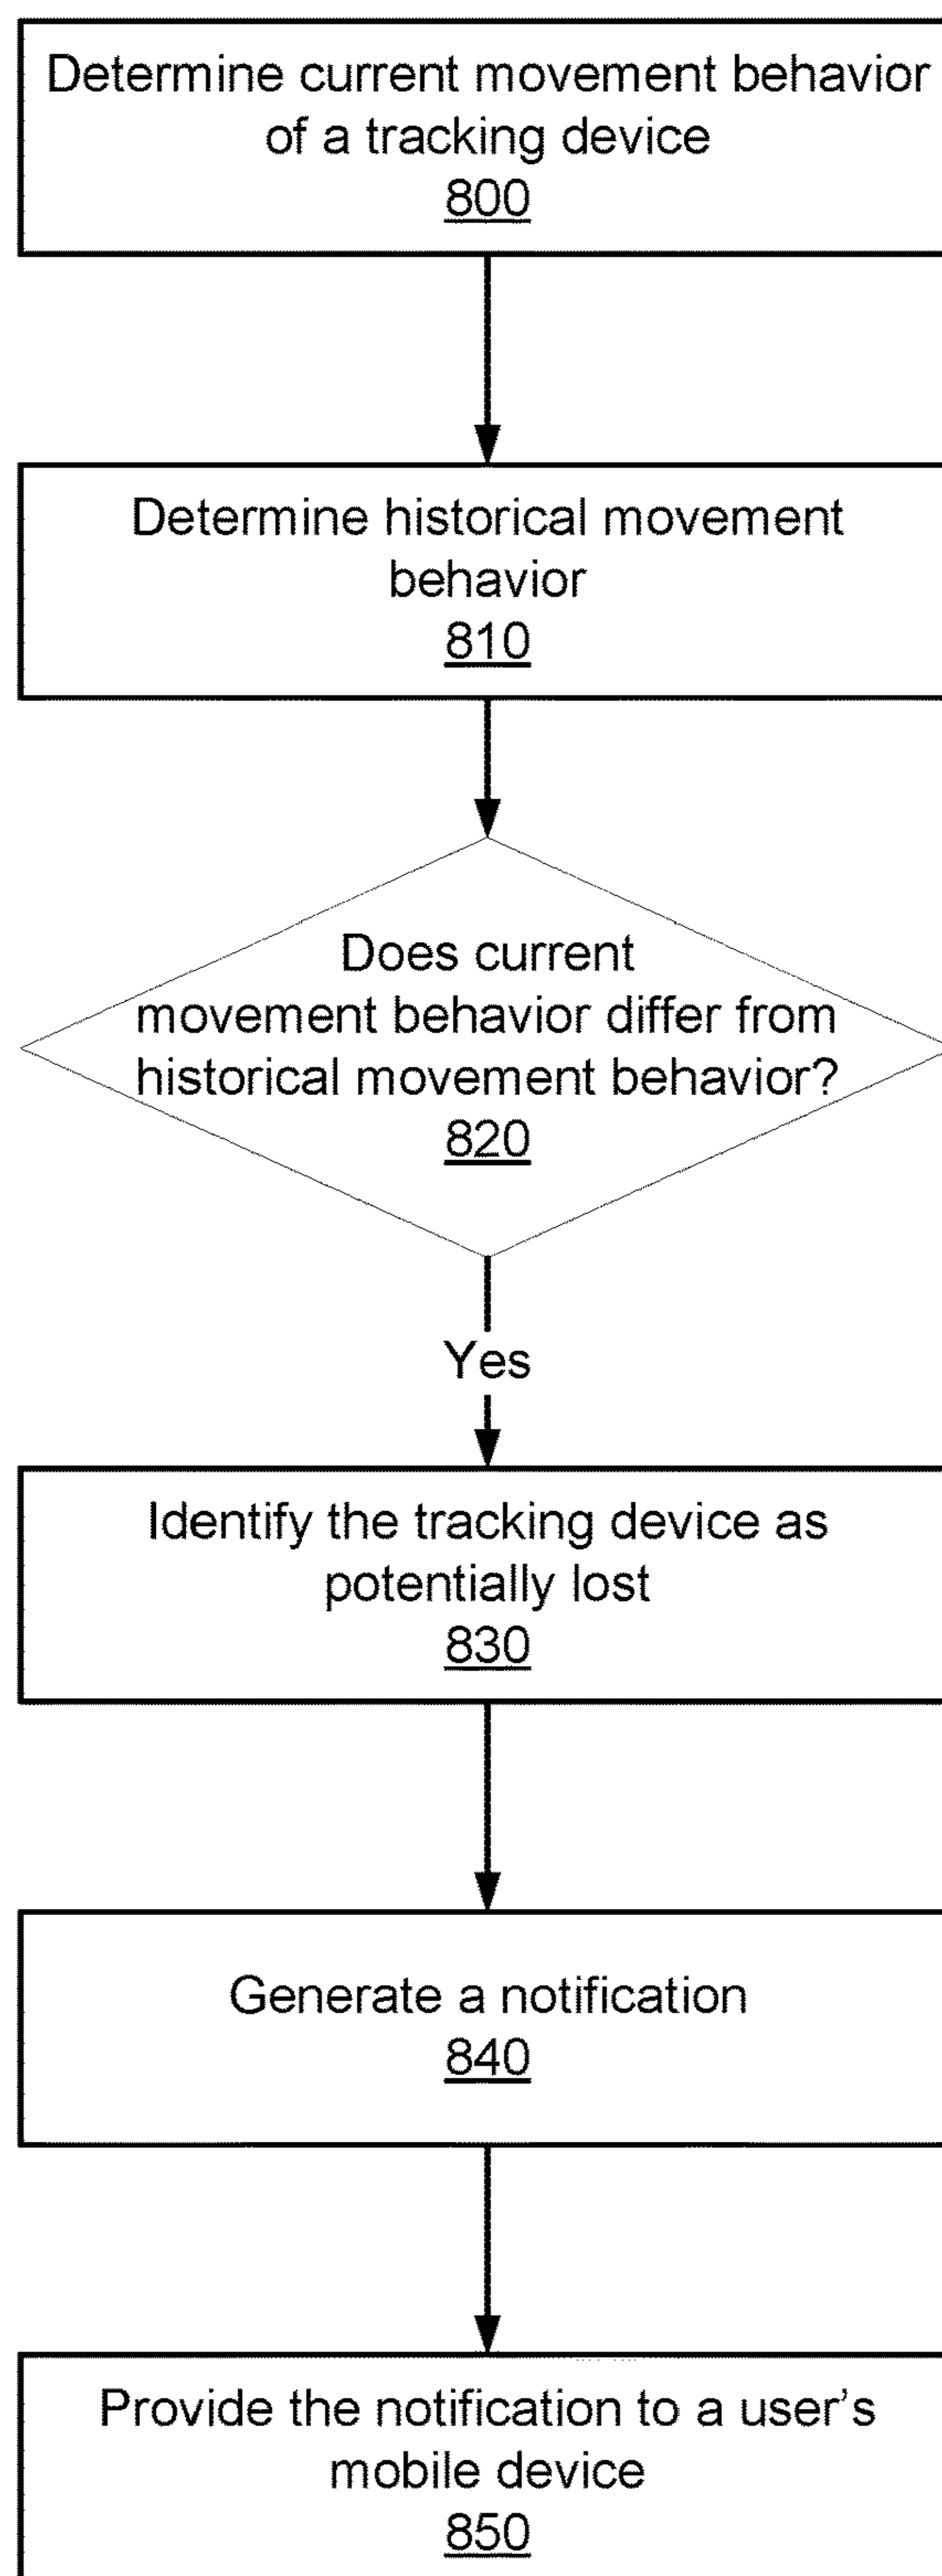 Determine current movement behavior
of a tracking device
800
Determine historical movement
behavior
810
Does current
movement behavior differ from
historical movement behavior?
820
Yes
Identify the tracking device as
potentially lost
830
Generate a notification
840
Provide the notification to a user's
mobile device
850